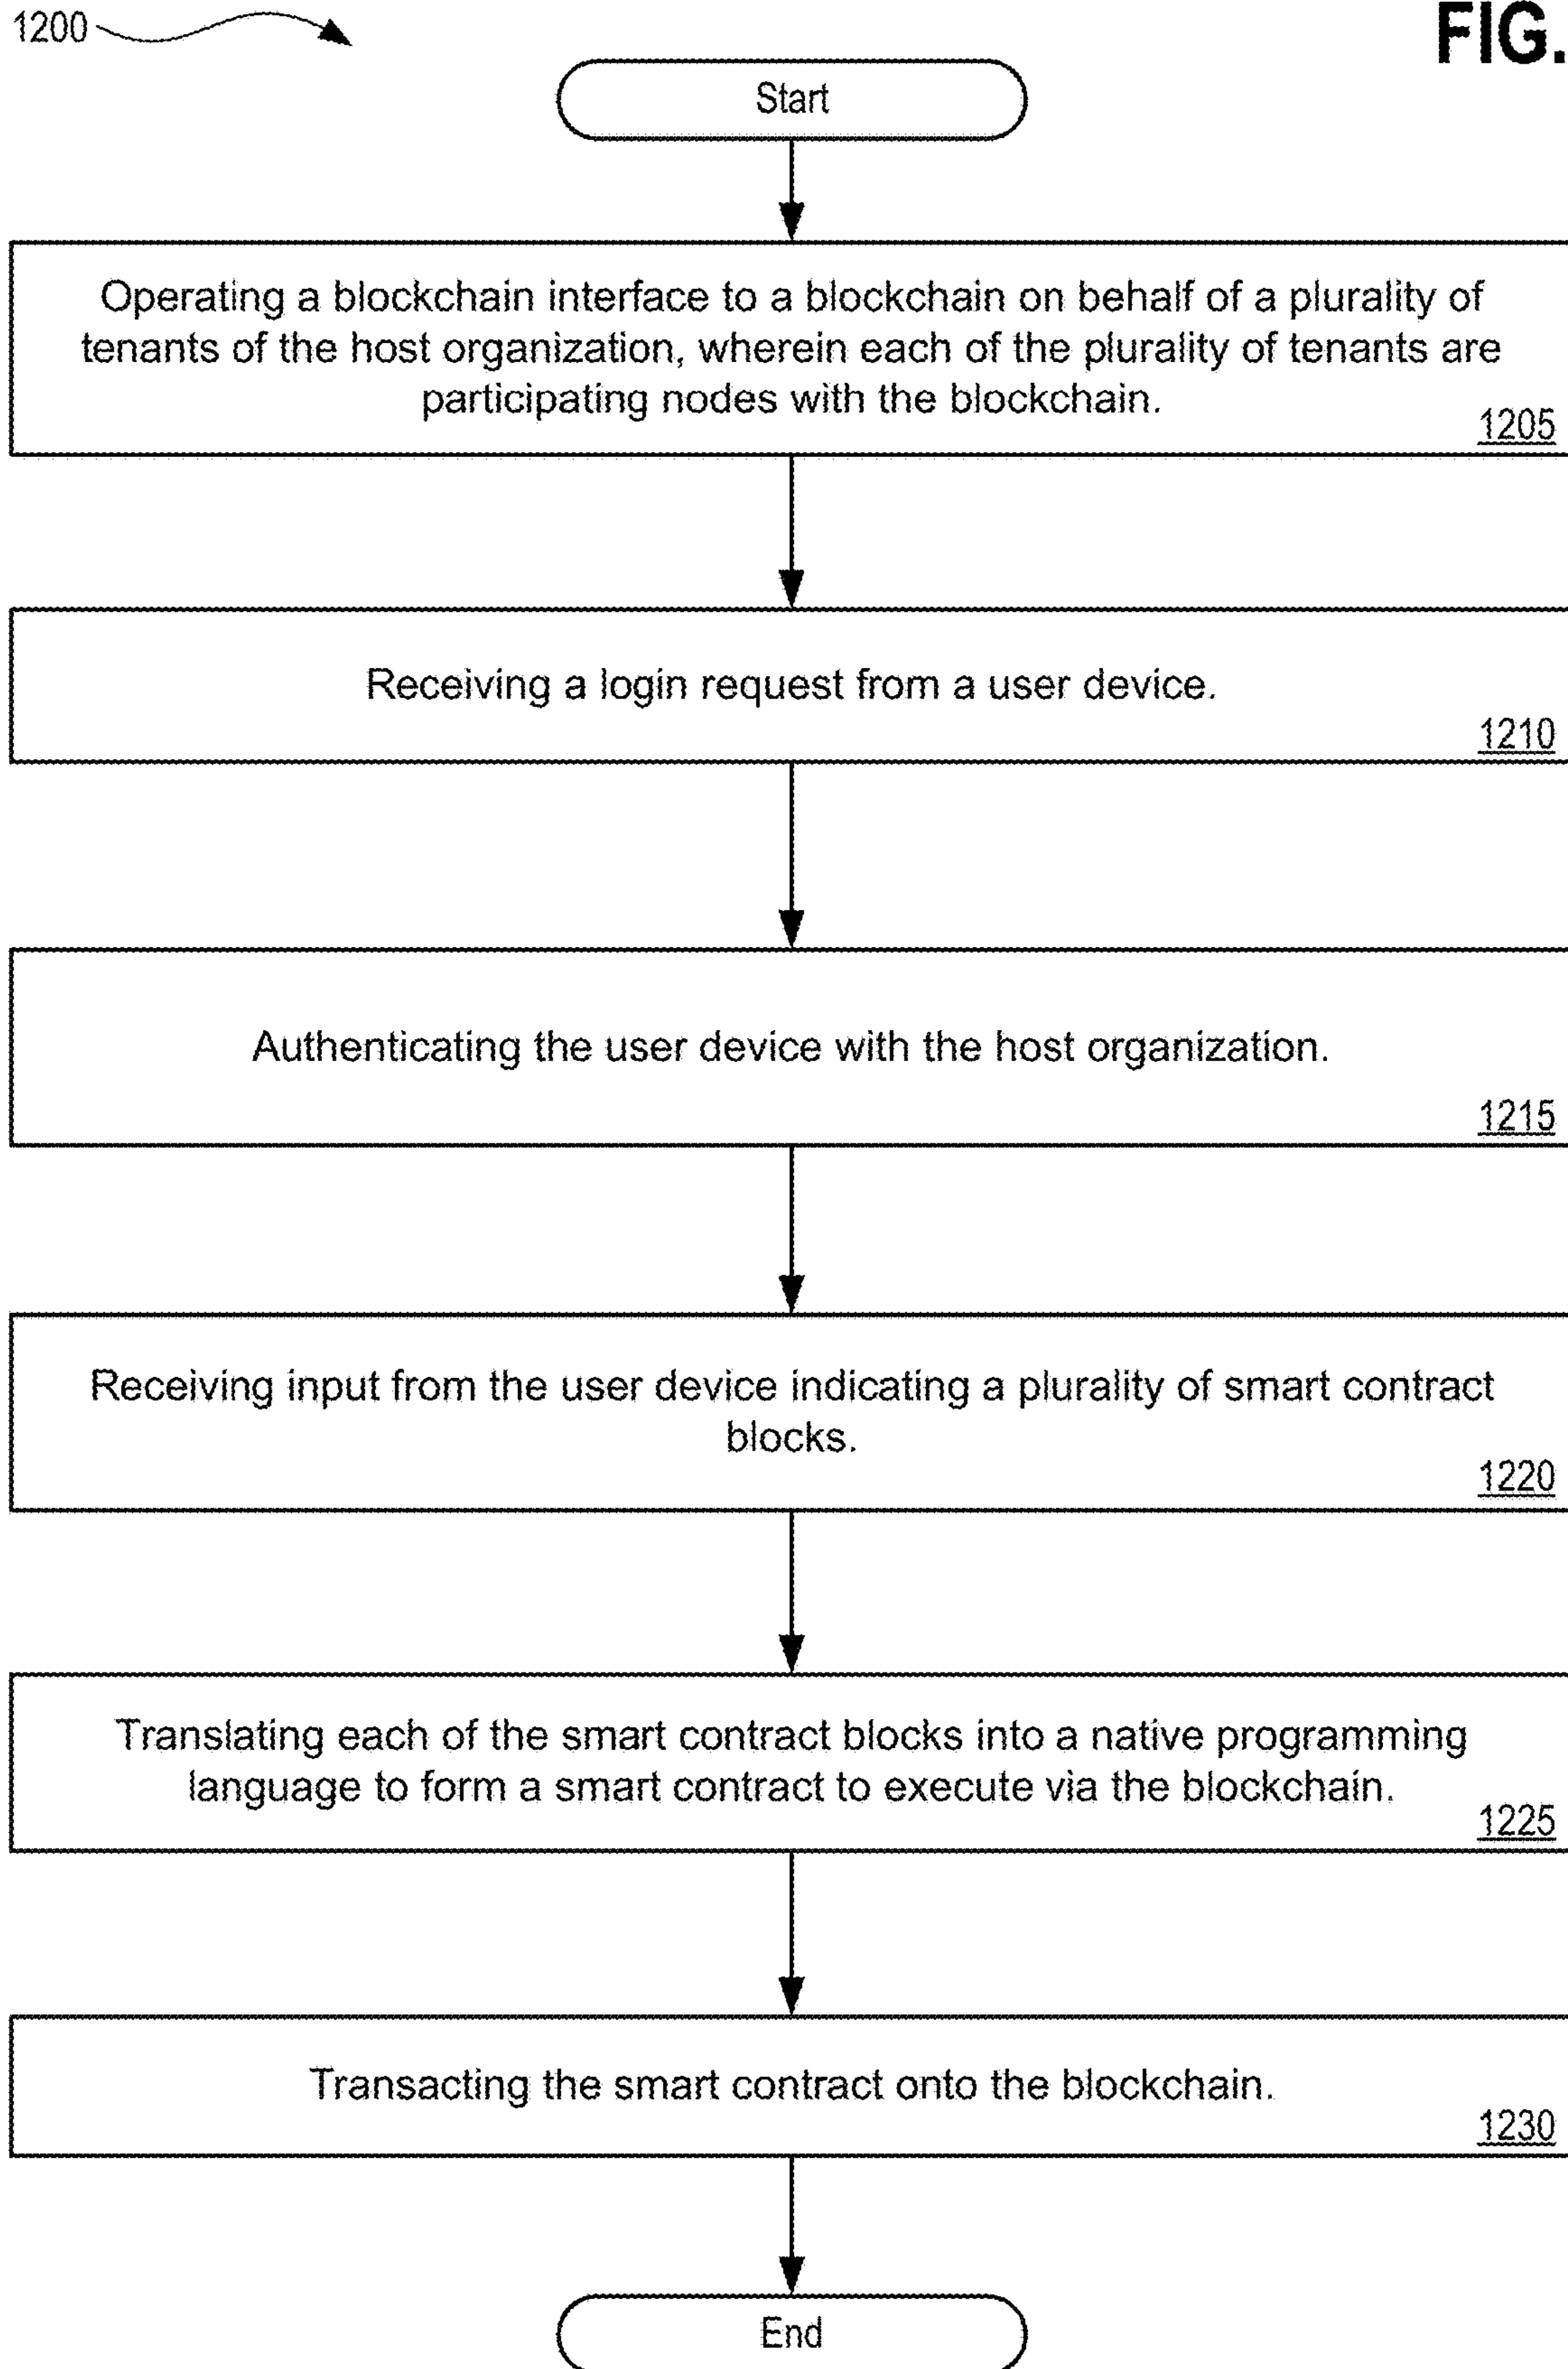 1200
FIG.
Start
Operating a blockchain interface to a blockchain on behalf of a plurality of
tenants of the host organization, wherein each of the plurality of tenants are
participating nodes with the blockchain.
1205
Receiving a login request from a user device.
1210
Authenticating the user device with the host organization.
1215
Receiving input from the user device indicating a plurality of smart contract
blocks.
1220
Translating each of the smart contract blocks into a native programming
language to form a smart contract to execute via the blockchain.
1225
Transacting the smart contract onto the blockchain.
1230
End